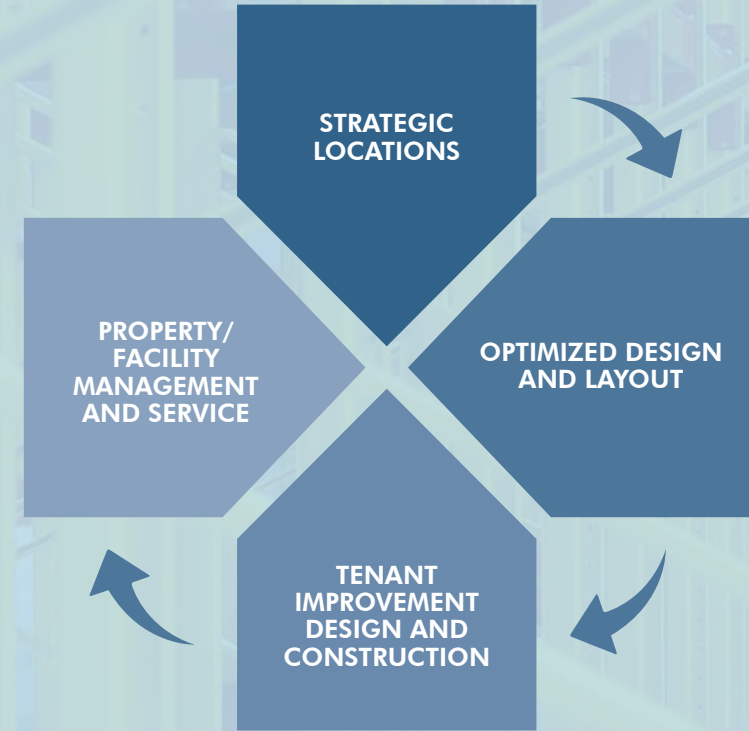 STRATEGIC
LOCATIONS
OPTIMIZED DESIGN
AND LAYOUT
TENANT
IMPROVEMENT
DESIGN AND
CONSTRUCTION
PROPERTY/
FACILITY
MANAGEMENT
AND SERVICE